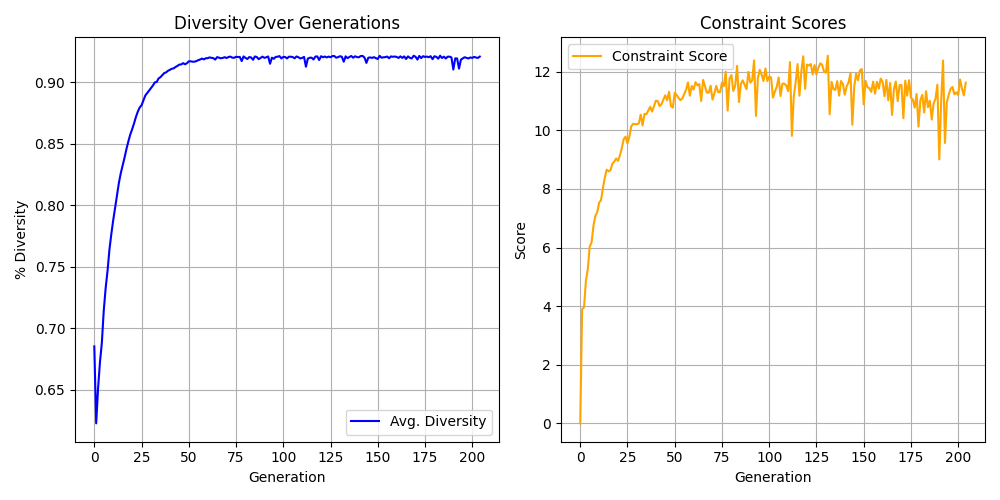 Diversity Over Generations
% Diversity
0.90
0.85
0.80
0.75
0.70
0.65
Avg. Diversity
0 25 50 75 100 125 150 175 200
Generation
Constraint Scores
Constraint Score
Score
12
10
8
6
4
2
0
0 25 50 75 100 125 150 175 200
Generation